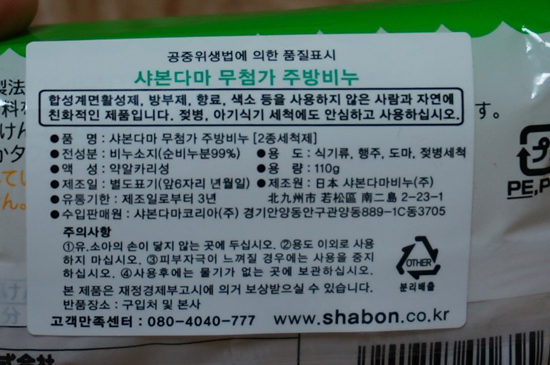 공중위생법에 의한 품질표시
샤본다마 무첨가 주방비누
합성계면활성제, 방부제, 향료, 색소 등을 사용하지 않은 사람과 자연에
친화적인 제품입니다. 젖병, 아기식기 세척에도 안심하고 사용하십시오.
●품 명 : 샤본다마 무첨가 주방비누 [2종세척제]
●전성분 : 비누소지(순비누99%) ●용 도 : 식기류, 행주, 도마, 젖병세척
●액 성 : 약알카리성 ●용 량 : 110g
●제조일 : 별도표기(앞6자리 년월일) ●제조원 : 日本 샤본다마비누(주)
●유통기한 : 제조일로부터 3년 北九州市 若松區 南二島 2-23-1
●수입판매원 : 샤본다마코리아(주) 경기안양동안구관양동889-1C동3705
주의사항
①유.소아의 손이 닿지 않는 곳에 두십시오. ②용도 이외로 사용
하지 마십시오. ③피부자극이 느껴질 경우에는 사용을 중지
하십시오. ④사용후에는 물기가 없는 곳에 보관하십시오.
본 제품은 재정경제부고시에 의거 보상받으실 수 있습니다.
반품장소 : 구입처 및 본사
고객만족센터 : 080-4040-777 www.shabon.co.kr
OTHER
분리배출
す。
PE,P
式会社